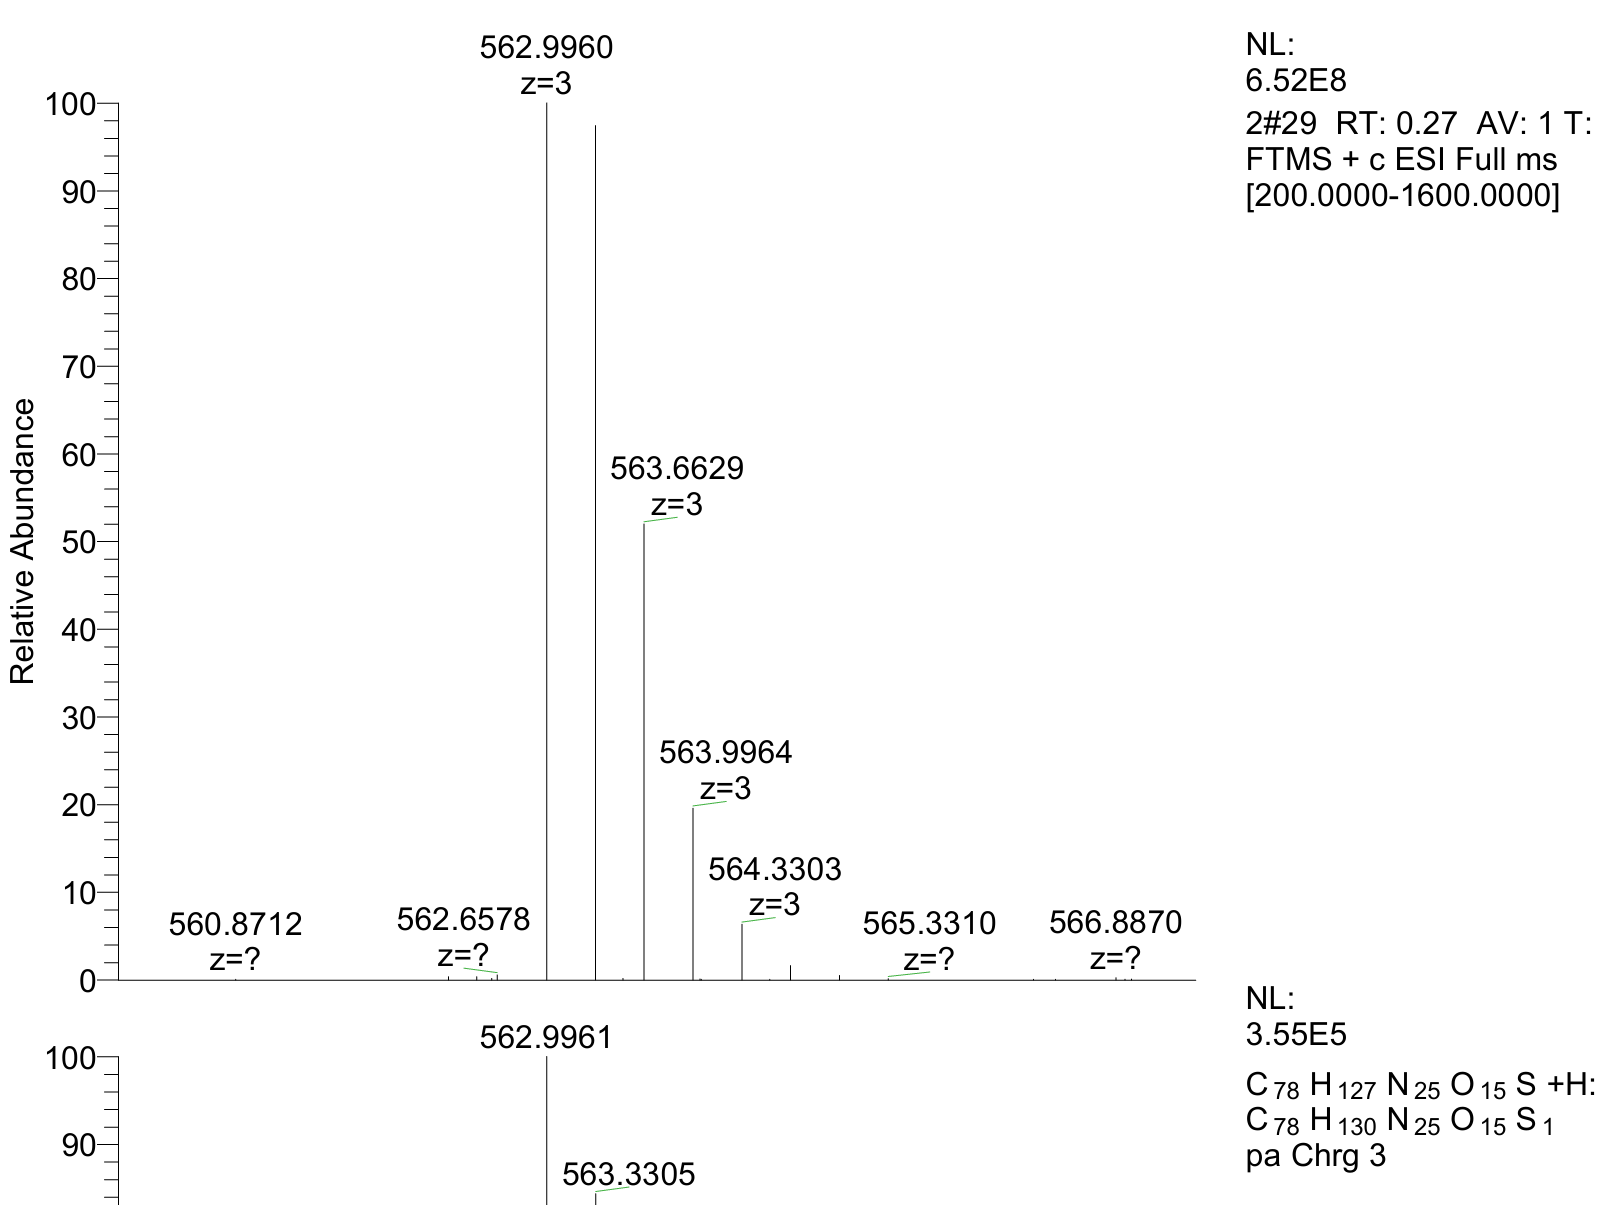 562.9960
z=3
100
90
80
70
60
50
40
30
20
10
0
Relative Abundance
563.6629
z=3
563.9964
z=3
564.3303
z=3
560.8712
z=?
562.6578
z=?
565.3310
z=?
566.8870
z=?
NL:
6.52E8
2#29 RT: 0.27 AV: 1 T:
FTMS + c ESI Full ms
[200.0000-1600.0000]
562.9961
100
90
563.3305
NL:
3.55E5
C 78 H 127 N 25 O 15 S +H:
C 78 H 130 N 25 O 15 S 1
pa Chrg 3